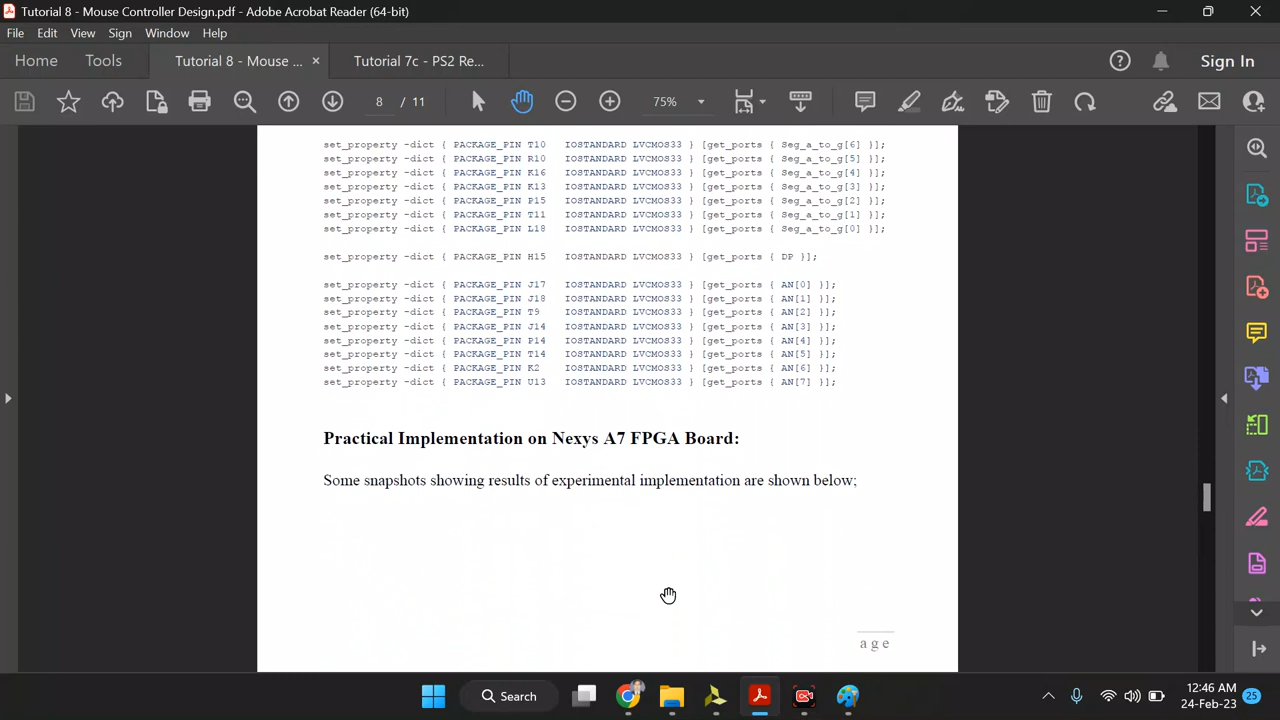 Tutorial 8 - Mouse Controller Design.pdf - Adobe Acrobat Reader (64-bit)
File Edit View Sign Window Help
Home Tools Tutorial 8 - Mouse ... × Tutorial 7c - PS2 Re... Sign In
8 / 11 75%
set_property -dict { PACKAGE_PIN T10 IOSTANDARD LVCMOS33 } [get_ports { Seg_a_to_g[6] }];
set_property -dict { PACKAGE_PIN R10 IOSTANDARD LVCMOS33 } [get_ports { Seg_a_to_g[5] }];
set_property -dict { PACKAGE_PIN K16 IOSTANDARD LVCMOS33 } [get_ports { Seg_a_to_g[4] }];
set_property -dict { PACKAGE_PIN K13 IOSTANDARD LVCMOS33 } [get_ports { Seg_a_to_g[3] }];
set_property -dict { PACKAGE_PIN P15 IOSTANDARD LVCMOS33 } [get_ports { Seg_a_to_g[2] }];
set_property -dict { PACKAGE_PIN T11 IOSTANDARD LVCMOS33 } [get_ports { Seg_a_to_g[1] }];
set_property -dict { PACKAGE_PIN L18 IOSTANDARD LVCMOS33 } [get_ports { Seg_a_to_g[0] }];
set_property -dict { PACKAGE_PIN H15 IOSTANDARD LVCMOS33 } [get_ports { DP }];
set_property -dict { PACKAGE_PIN J17 IOSTANDARD LVCMOS33 } [get_ports { AN[0] }];
set_property -dict { PACKAGE_PIN J18 IOSTANDARD LVCMOS33 } [get_ports { AN[1] }];
set_property -dict { PACKAGE_PIN T9 IOSTANDARD LVCMOS33 } [get_ports { AN[2] }];
set_property -dict { PACKAGE_PIN J14 IOSTANDARD LVCMOS33 } [get_ports { AN[3] }];
set_property -dict { PACKAGE_PIN P14 IOSTANDARD LVCMOS33 } [get_ports { AN[4] }];
set_property -dict { PACKAGE_PIN T14 IOSTANDARD LVCMOS33 } [get_ports { AN[5] }];
set_property -dict { PACKAGE_PIN K2 IOSTANDARD LVCMOS33 } [get_ports { AN[6] }];
set_property -dict { PACKAGE_PIN U13 IOSTANDARD LVCMOS33 } [get_ports { AN[7] }];
Practical Implementation on Nexys A7 FPGA Board:
Some snapshots showing results of experimental implementation are shown below;
age
Search
12:46 AM
24-Feb-23
25